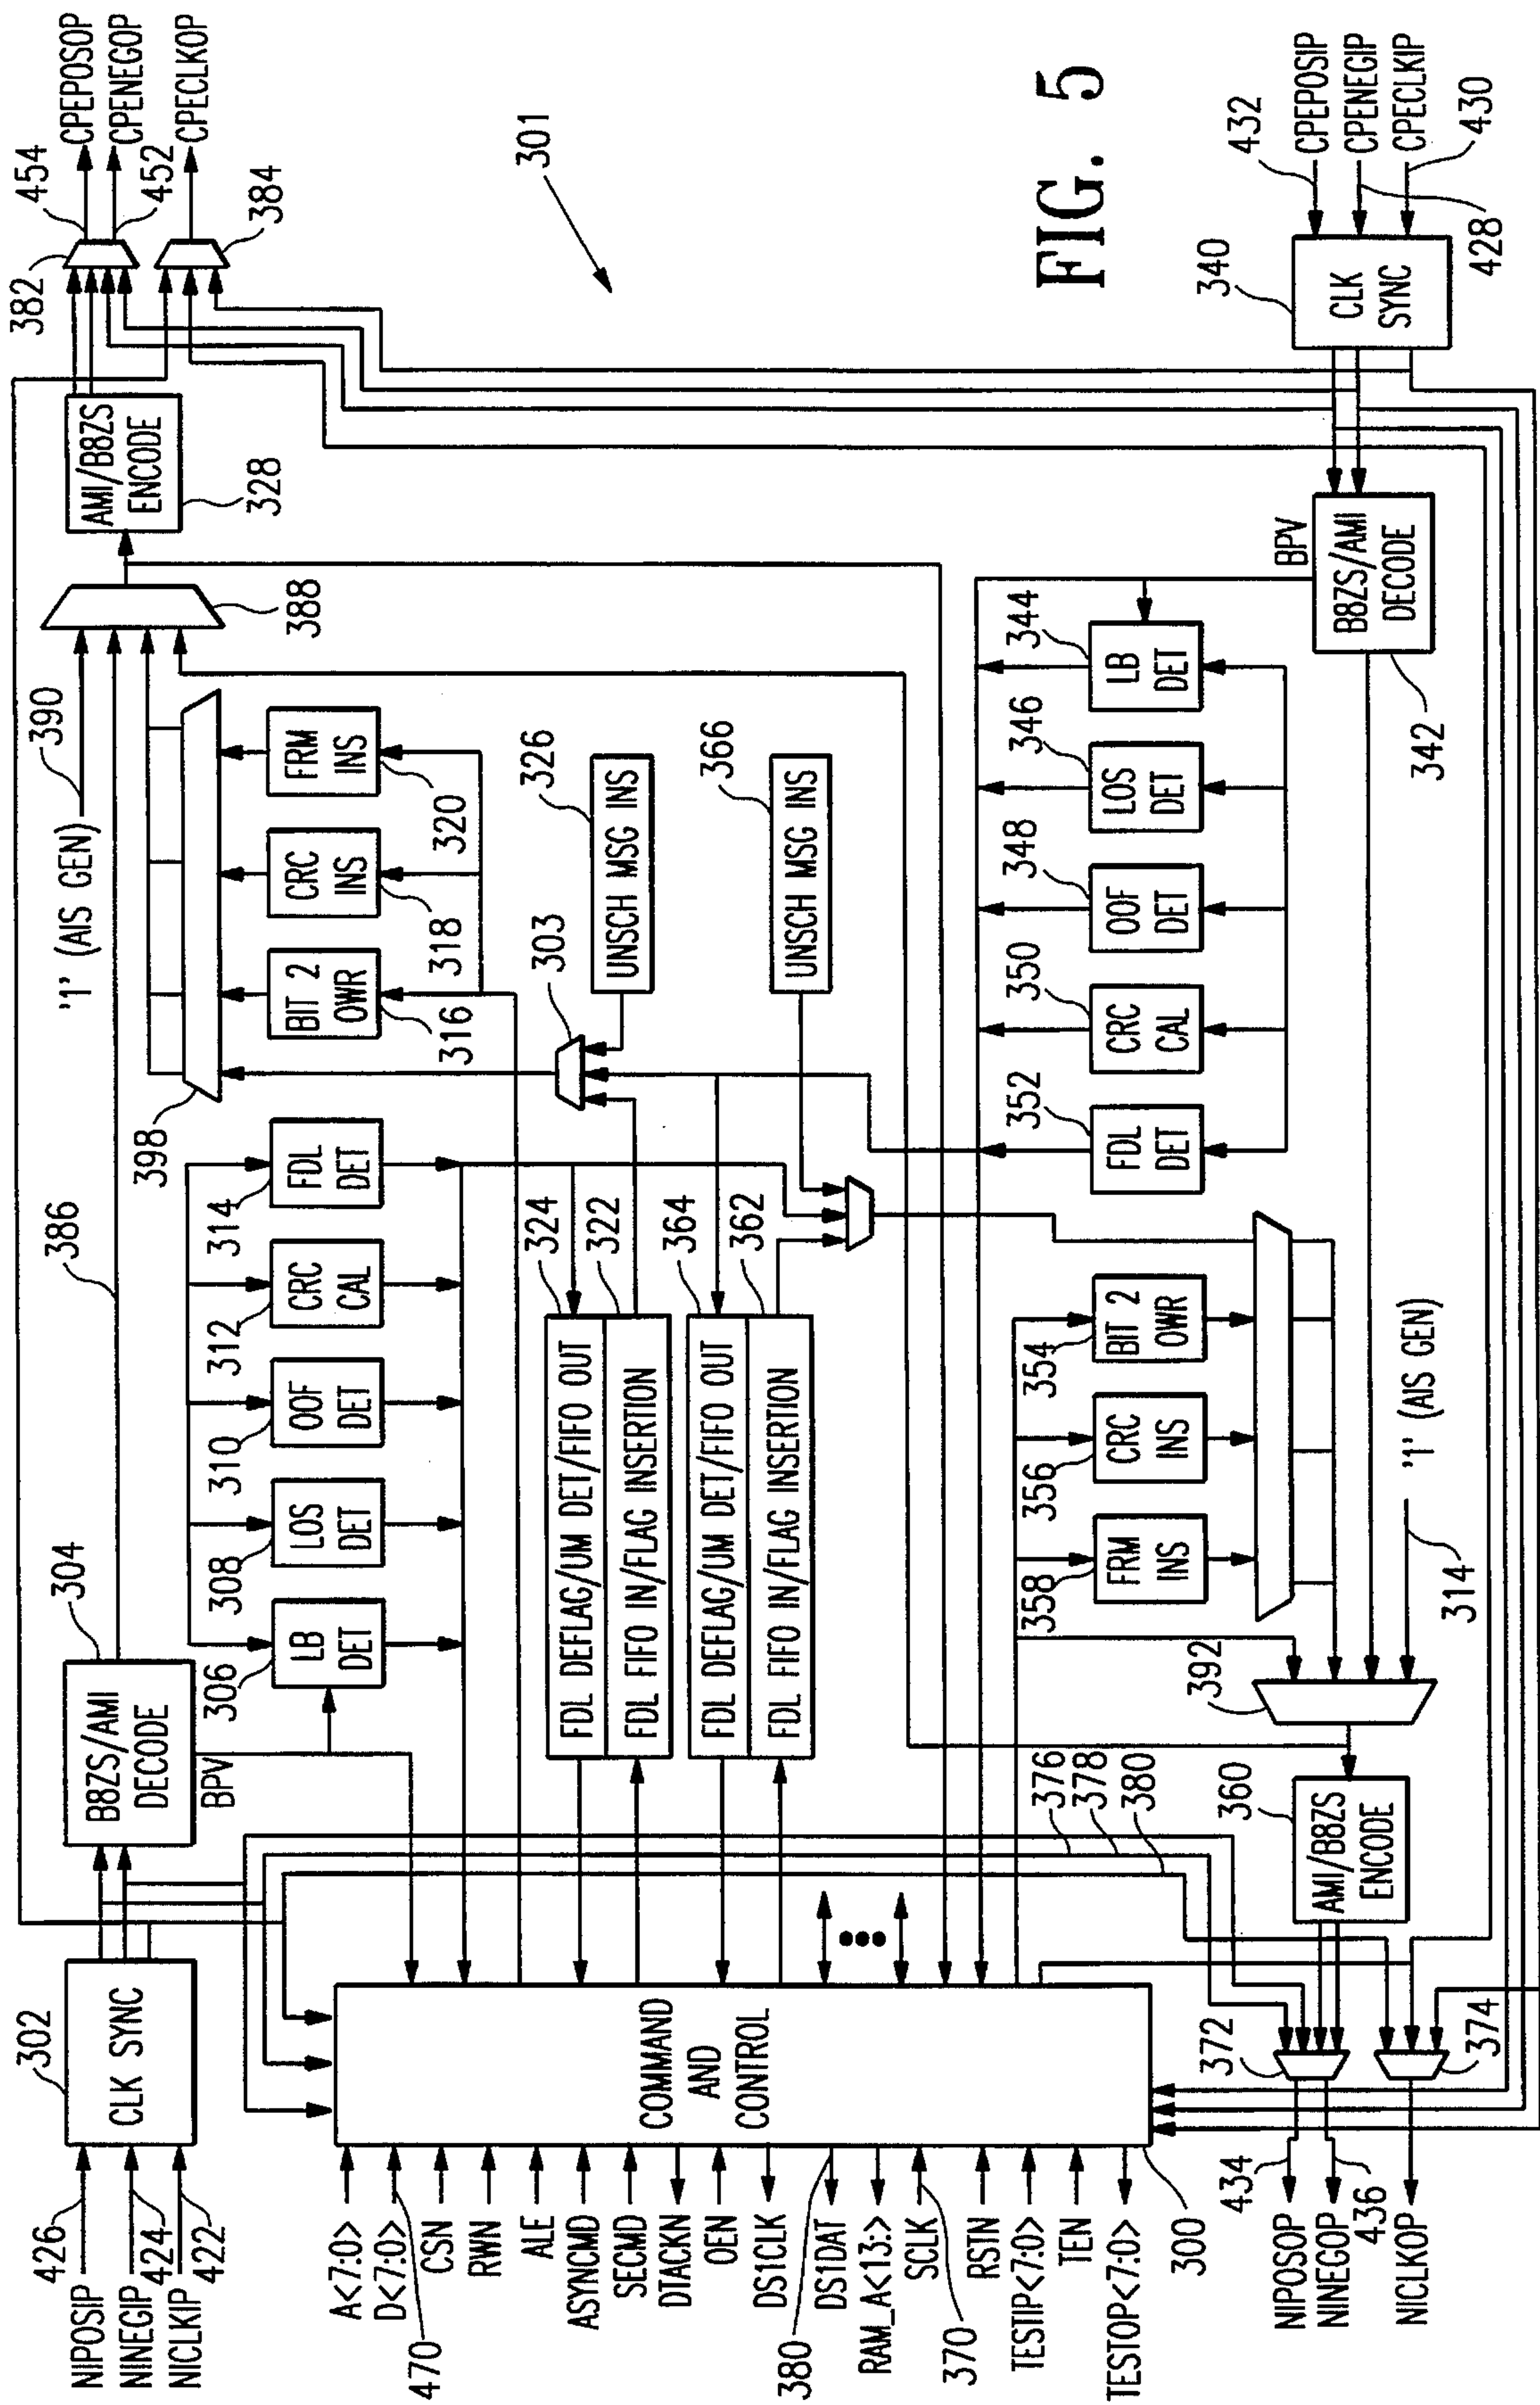 FIG. 5
301
426
NIPOSIP
NINEGIP
424
NICLKIP
422
302
CLK SYNC
304
B8ZS/AMI
DECODE
BPV
386
'1' (AIS GEN)
390
388
AMI/B8ZS
ENCODE
328
382
454
CPEPOSOP
CPENEGOP
452
CPECLKOP
384
306
LB
DET
308
LOS
DET
310
OOF
DET
312
CRC
CAL
314
FDL
DET
398
BIT 2
OWR
316
CRC
INS
318
FRM
INS
320
303
326
UNSCH MSG INS
366
UNSCH MSG INS
324
322
364
362
FDL DEFLAG/UM DET/FIFO OUT
FDL FIFO IN/FLAG INSERTION
FDL DEFLAG/UM DET/FIFO OUT
FDL FIFO IN/FLAG INSERTION
COMMAND
AND
CONTROL
300
A<7:0>
D<7:0>
470
CSN
RWN
ALE
ASYNCMD
SECMD
DTACKN
OEN
DS1CLK
DS1DAT
380
RAM_A<13:>
SCLK
370
RSTN
TESTIP<7:0>
TEN
TESTOP<7:0>
376
378
380
352
FDL
DET
350
CRC
CAL
348
OOF
DET
346
LOS
DET
344
LB
DET
BPV
B8ZS/AMI
DECODE
342
340
CLK
SYNC
432
CPEPOSIP
CPENEGIP
CPECLKIP
428
430
358
FRM
INS
356
CRC
INS
354
BIT 2
OWR
'1' (AIS GEN)
314
392
360
AMI/B8ZS
ENCODE
372
374
434
NIPOSOP
NINEGOP
436
NICLKOP